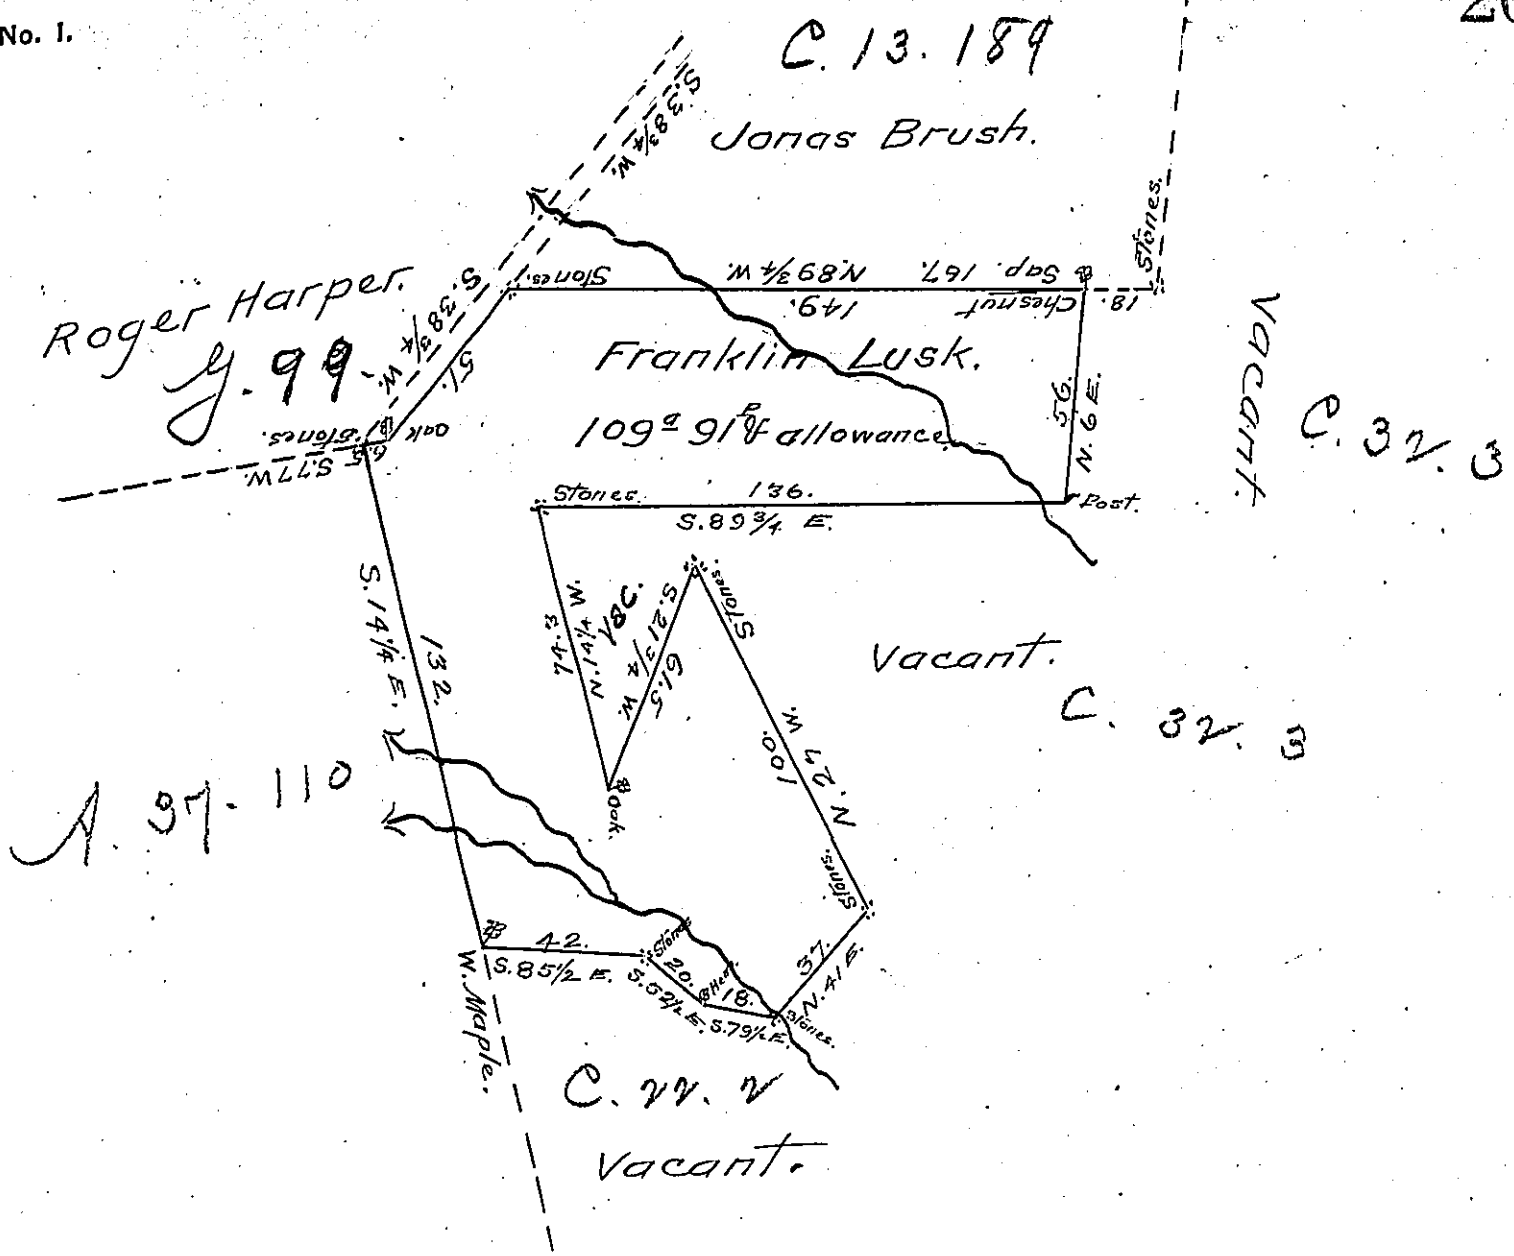 No. 1.
C. 13. 189
Jonas Brush.
S. 38 3/4 W.
Stones.
Roger Harper.
Y. 99.
S. 38 3/4 W.
51.
Stones.
N. 89 3/4 W.
Sap. 167.
149.
Chesnut
18.
Vacant.
C. 32. 3
Franklin Lusk.
109 a 91 p & allowance
56.
N. 6 E.
Stones.
Oak
6.5
S. 77 W.
Stones.
136.
S. 89 3/4 E.
Post.
S. 14 1/4 E.
132.
74.3
N. 14 1/4 W.
S. 21 3/4 W.
61.5
Stones.
N. 27 W.
100.
Vacant.
C. 32. 3
A. 37. 110
Oak.
Stones.
W. Maple.
42.
S. 85 1/2 E.
Stones
20.
S. 52 1/2 E.
Hem.
18.
S. 79 1/2 E.
Stones.
37.
N. 41 E.
C. 22. 2
Vacant.